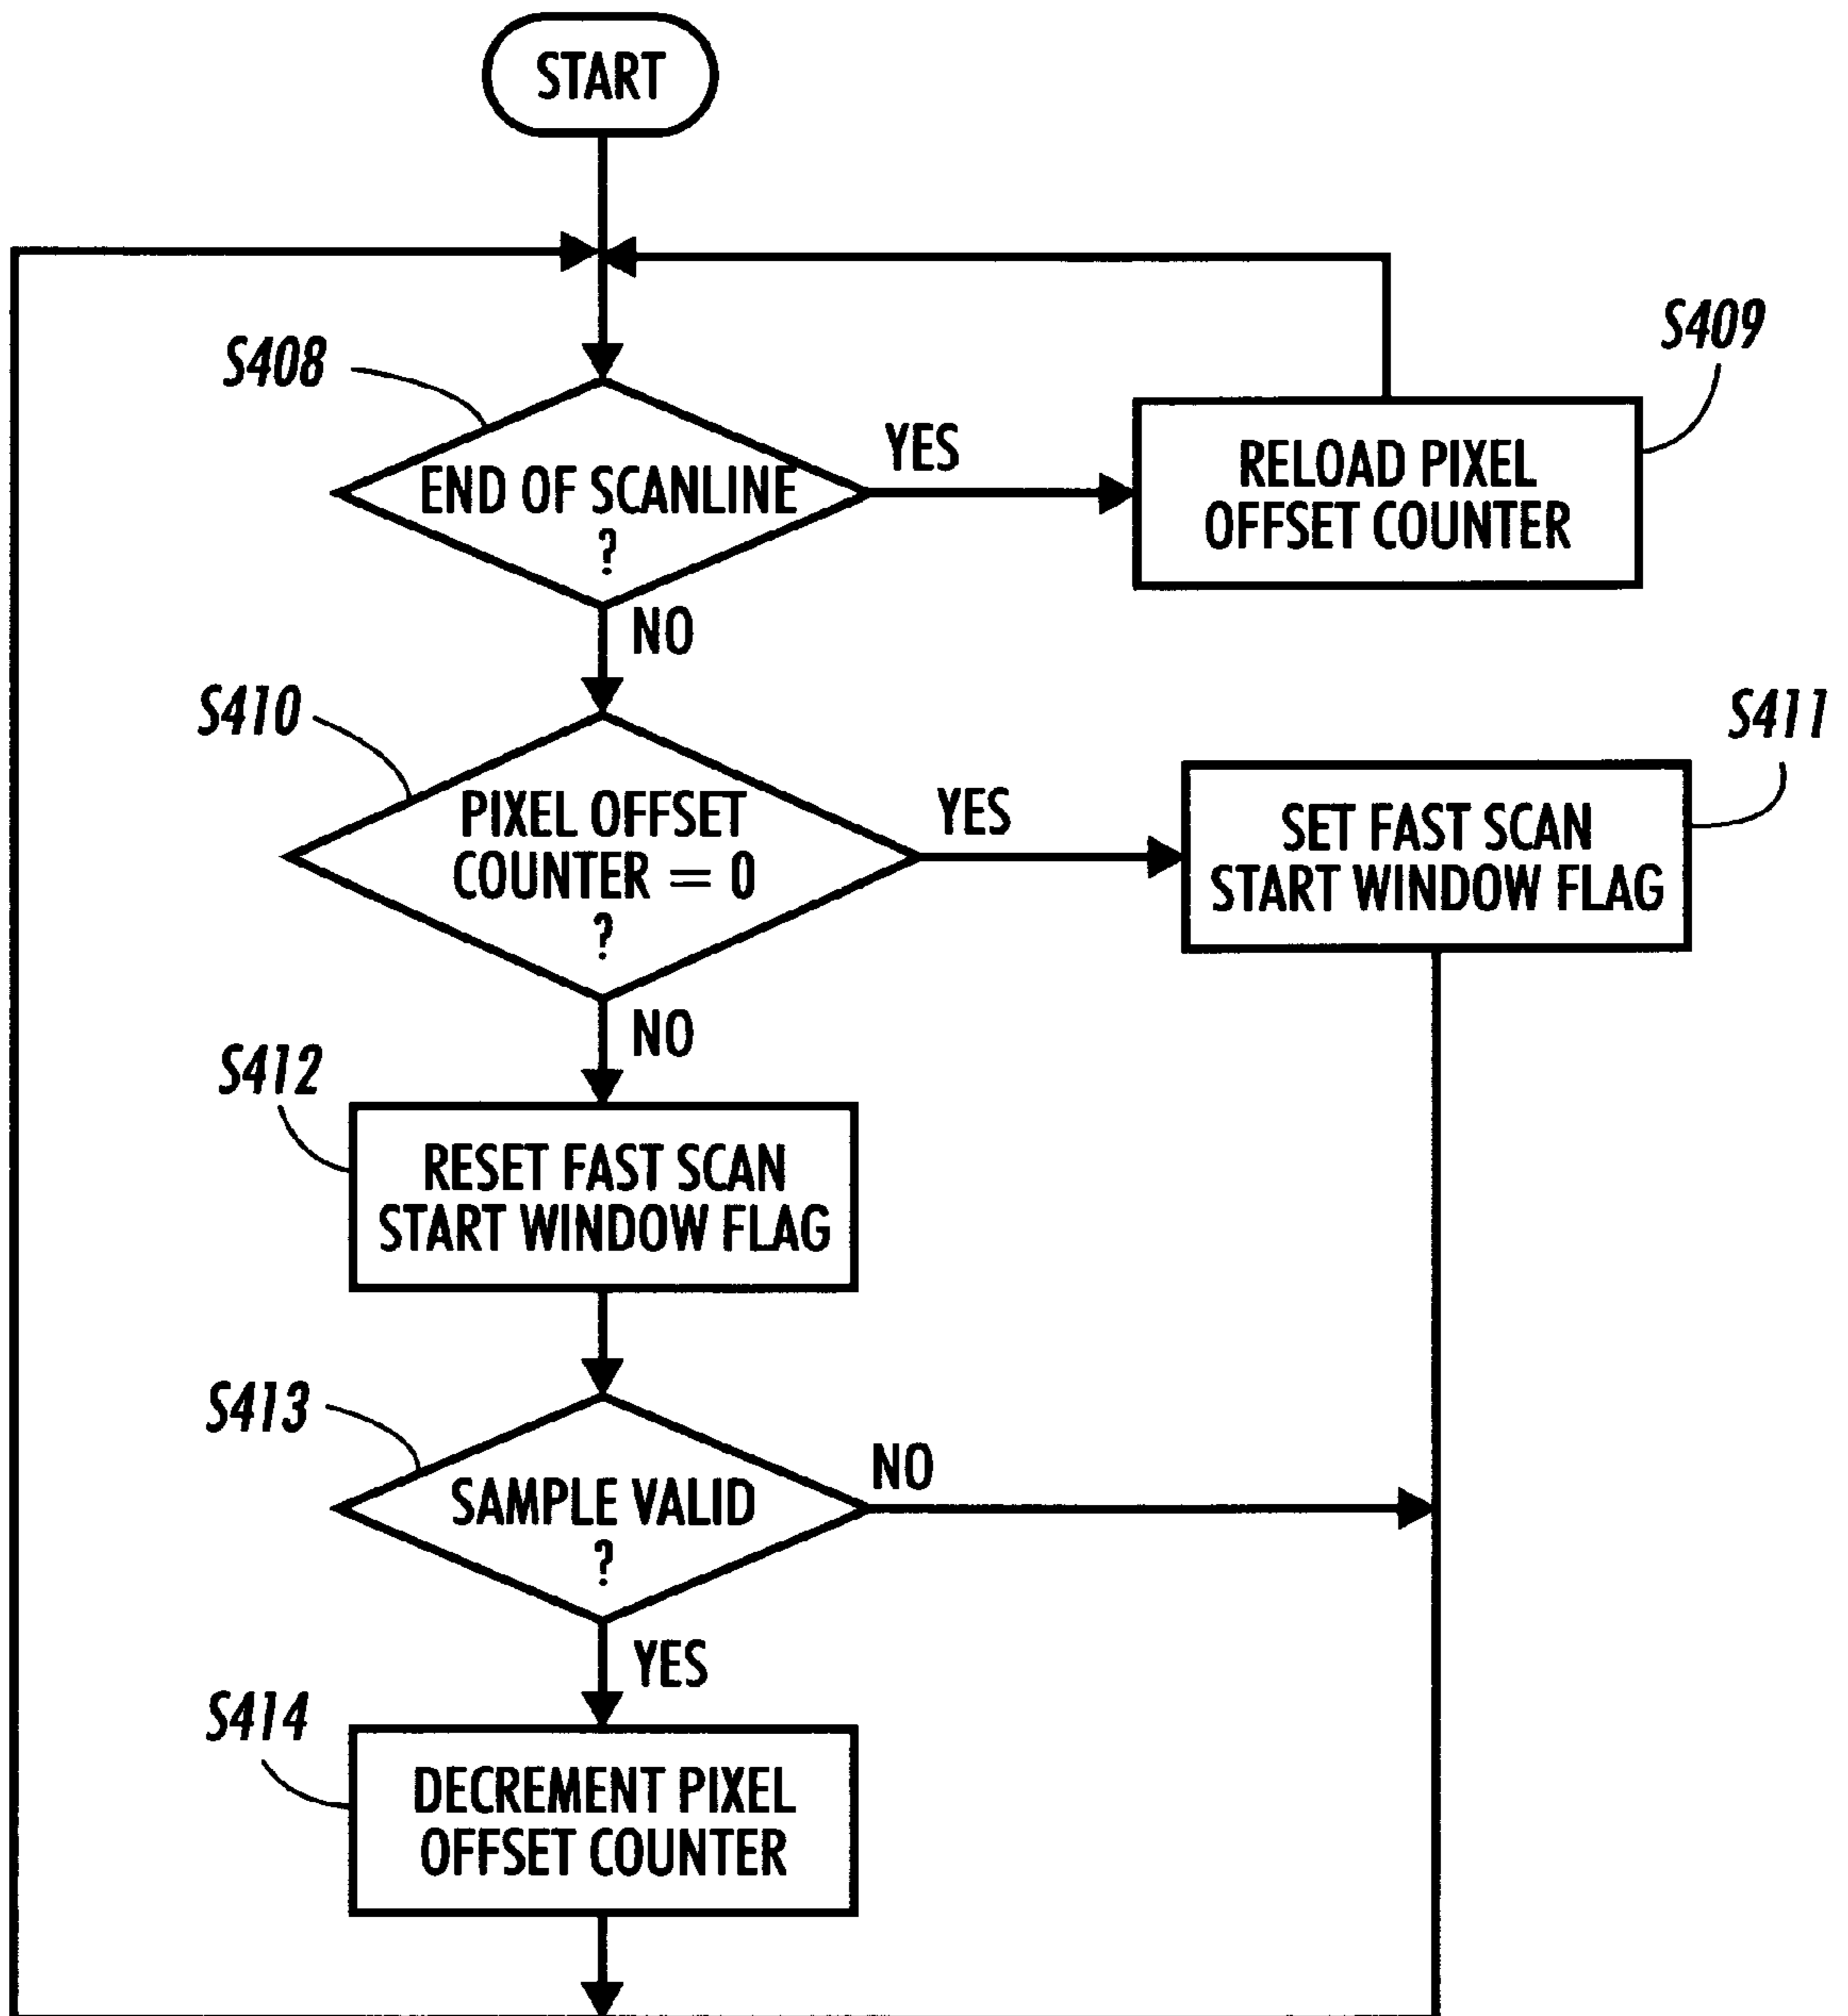 START
S408
END OF SCANLINE
?
YES
S409
RELOAD PIXEL
OFFSET COUNTER
NO
S410
PIXEL OFFSET
COUNTER = 0
?
YES
S411
SET FAST SCAN
START WINDOW FLAG
NO
S412
RESET FAST SCAN
START WINDOW FLAG
S413
SAMPLE VALID
?
NO
YES
S414
DECREMENT PIXEL
OFFSET COUNTER